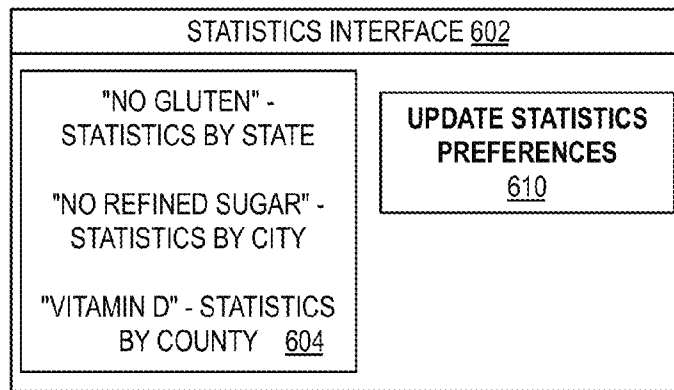 STATISTICS INTERFACE 602
"NO GLUTEN" -
STATISTICS BY STATE
"NO REFINED SUGAR" -
STATISTICS BY CITY
"VITAMIN D" - STATISTICS
BY COUNTY 604
UPDATE STATISTICS
PREFERENCES
610